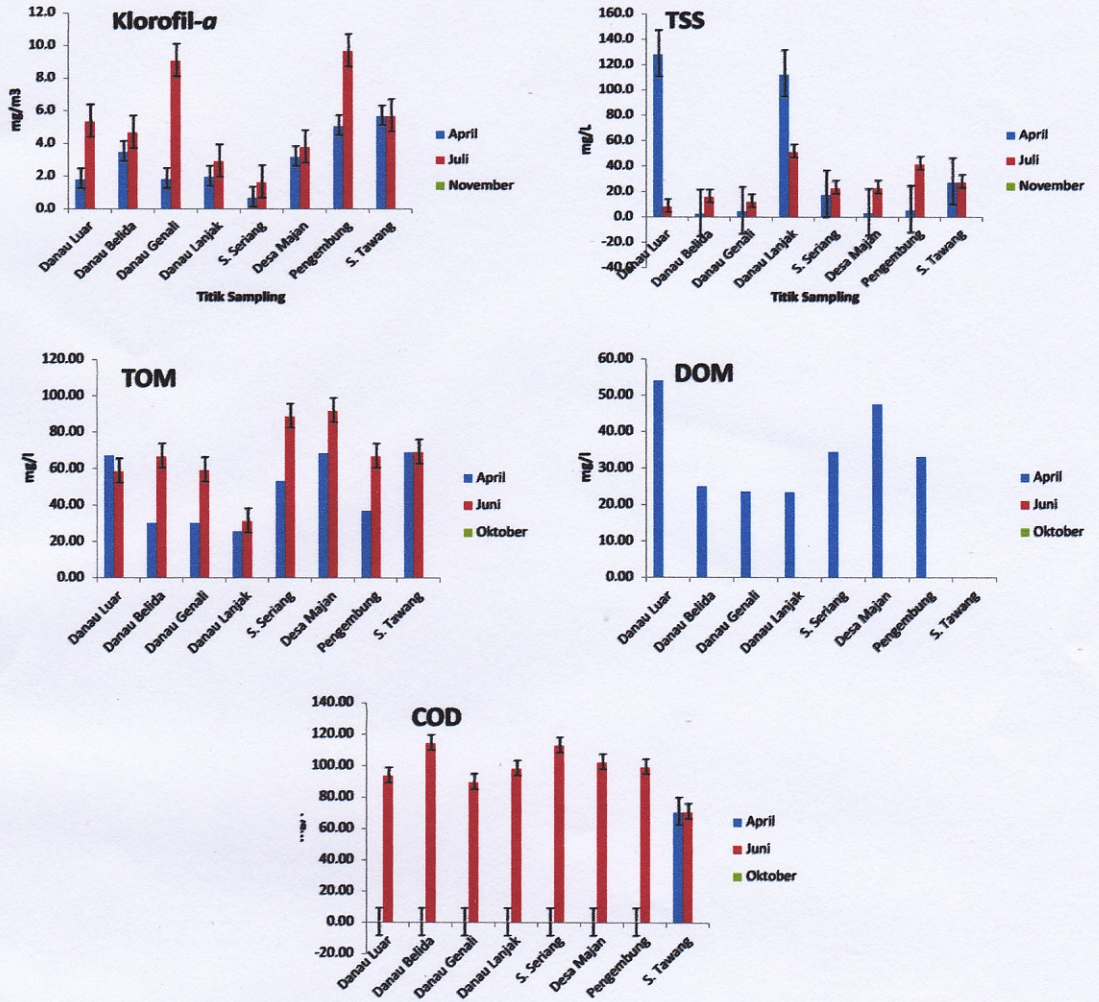 Klorofil-a
12.0
10.0
8.0
6.0
4.0
2.0
0.0
mg/m3
April
Juli
November
Danau Luar
Danau Belida
Danau Genali
Danau Lanjak
S. Seriang
Desa Majan
Pengembung
S. Tawang
Titik Sampling
TSS
160.0
140.0
120.0
100.0
80.0
60.0
40.0
20.0
0.0
-20.0
-40.0
mg/L
April
Juli
November
Danau Luar
Danau Belida
Danau Genali
Danau Lanjak
S. Seriang
Desa Majan
Pengembung
S. Tawang
Titik Sampling
TOM
120.00
100.00
80.00
60.00
40.00
20.00
0.00
mg/l
April
Juni
Oktober
Danau Luar
Danau Belida
Danau Genali
Danau Lanjak
S. Seriang
Desa Majan
Pengembung
S. Tawang
DOM
60.00
50.00
40.00
30.00
20.00
10.00
0.00
mg/l
April
Juni
Oktober
Danau Luar
Danau Belida
Danau Genali
Danau Lanjak
S. Seriang
Desa Majan
Pengembung
S. Tawang
COD
140.00
120.00
100.00
80.00
60.00
40.00
20.00
0.00
-20.00
April
Juni
Oktober
Danau Luar
Danau Belida
Danau Genali
Danau Lanjak
S. Seriang
Desa Majan
Pengembung
S. Tawang